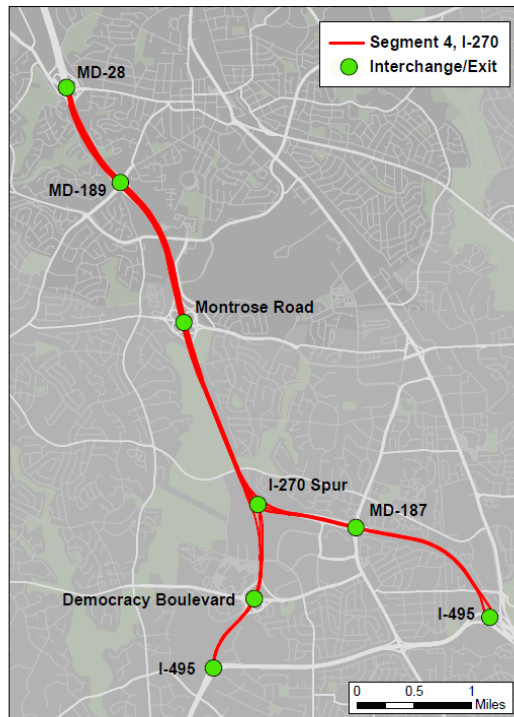 Segment 4, I-270
Interchange/Exit
MD-28
MD-189
Montrose Road
I-270 Spur
MD-187
Democracy Boulevard
I-495
I-495
0 0.5 1
Miles